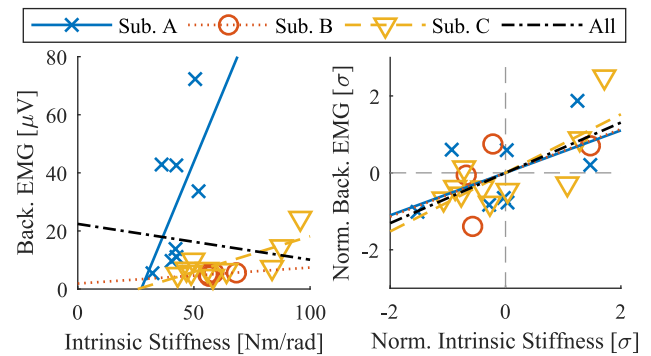 Sub. A Sub. B Sub. C All
80
60
40
20
0
0 50 100
Back. EMG [μV]
Intrinsic Stiffness [Nm/rad]
2
0
-2
-2 0 2
Norm. Back. EMG [σ]
Norm. Intrinsic Stiffness [σ]